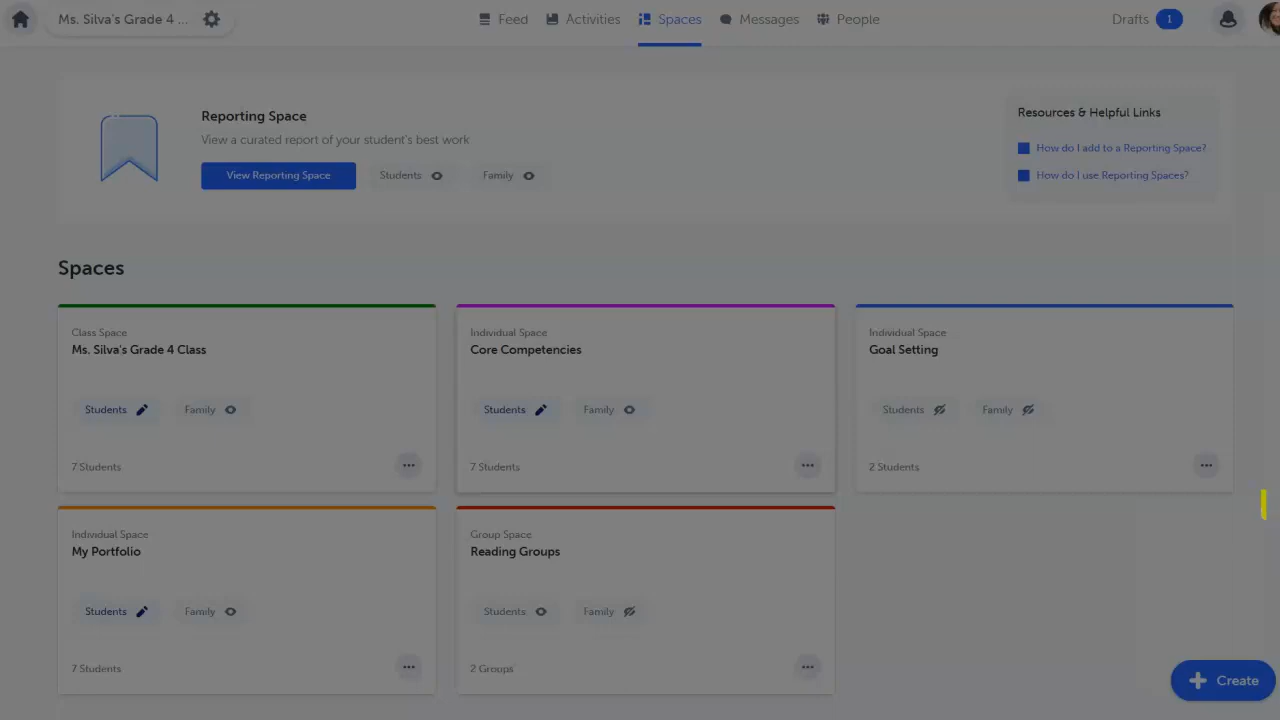 Ms. Silva's Grade 4 ...
Feed
Activities
Spaces
Messages
People
Drafts 1
Reporting Space
View a curated report of your student's best work
View Reporting Space
Students
Family
Resources & Helpful Links
How do I add to a Reporting Space?
How do I use Reporting Spaces?
Spaces
Class Space
Ms. Silva's Grade 4 Class
Students
Family
7 Students
Individual Space
Core Competencies
Students
Family
7 Students
Individual Space
Goal Setting
Students
Family
2 Students
Individual Space
My Portfolio
Students
Family
7 Students
Group Space
Reading Groups
Students
Family
2 Groups
Create